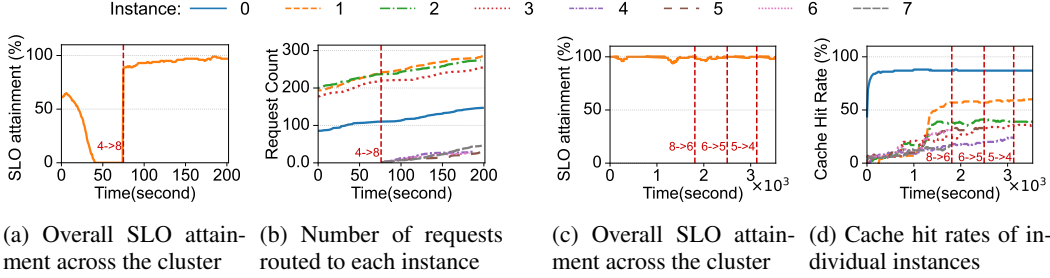 Instance: 0 1 2 3 4 5 6 7
SLO attainment (%)
100
50
0
4->8
0 50 100 150 200
Time(second)
Request Count
300
200
100
0.0
4->8
0 50 100 150 200
Time(second)
SLO attainment (%)
100
50
0
8->6 6->5 5->4
0 1 2 3
×10³
Time(second)
Cache Hit Rate (%)
100
50
0
8->6 6->5 5->4
0 1 2 3
×10³
Time(second)
(a) Overall SLO attain-
ment across the cluster
(b) Number of requests
routed to each instance
(c) Overall SLO attain-
ment across the cluster
(d) Cache hit rates of in-
dividual instances